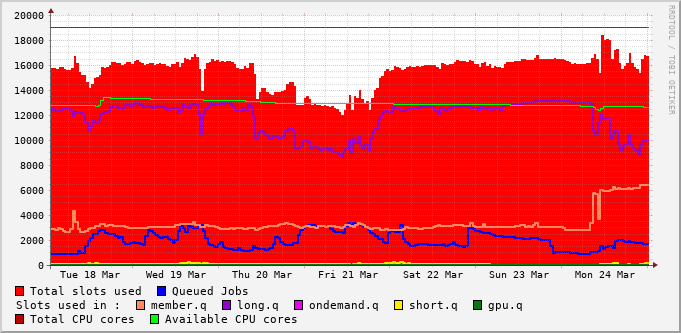 20000
18000
16000
14000
12000
10000
8000
6000
4000
2000
0
Tue 18 Mar Wed 19 Mar Thu 20 Mar Fri 21 Mar Sat 22 Mar Sun 23 Mar Mon 24 Mar
Total slots used Queued Jobs
Slots used in : member.q long.q ondemand.q short.q gpu.q
Total CPU cores Available CPU cores
RRDTOOL / TOBI OETIKER